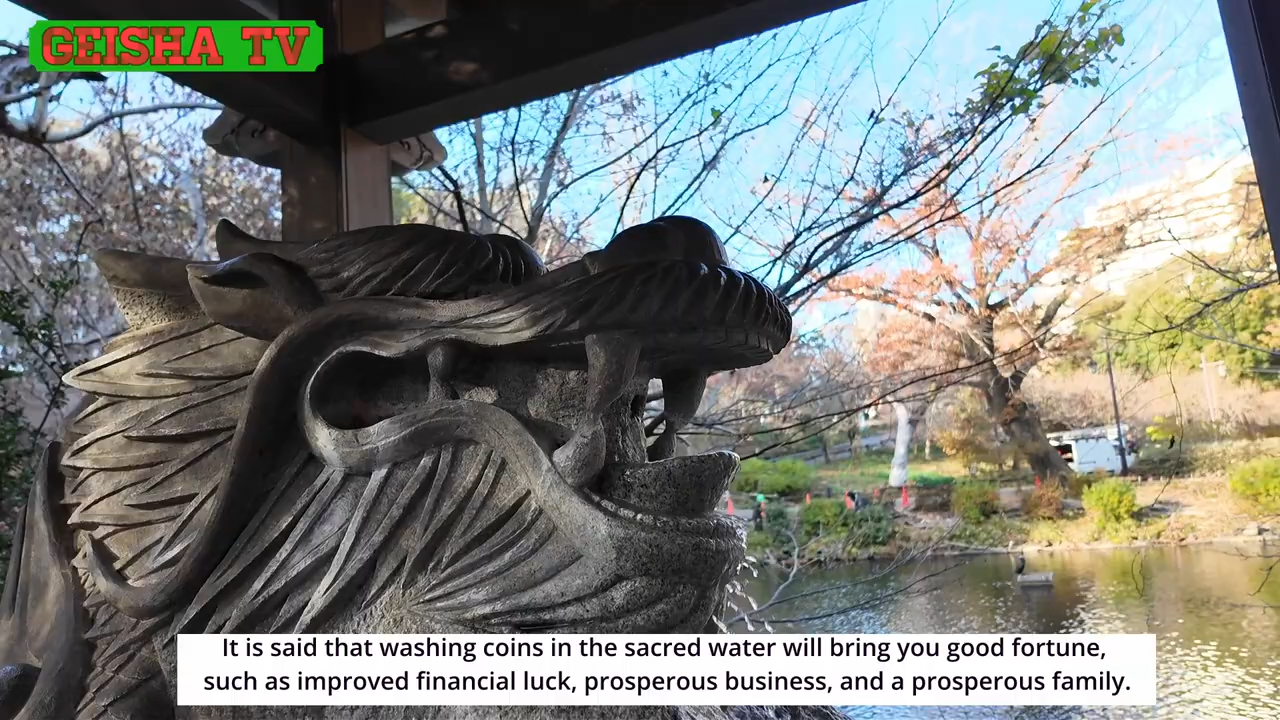 GEISHA TV
It is said that washing coins in the sacred water will bring you good fortune,
such as improved financial luck, prosperous business, and a prosperous family.